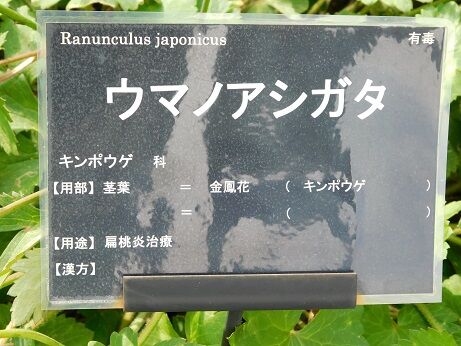 Ranunculus japonicus 有毒
ウマノアシガタ
キンポウゲ 科
【用部】茎葉 ＝ 金鳳花 （ キンポウゲ ）
＝ （ ）
【用途】扁桃炎治療
【漢方】